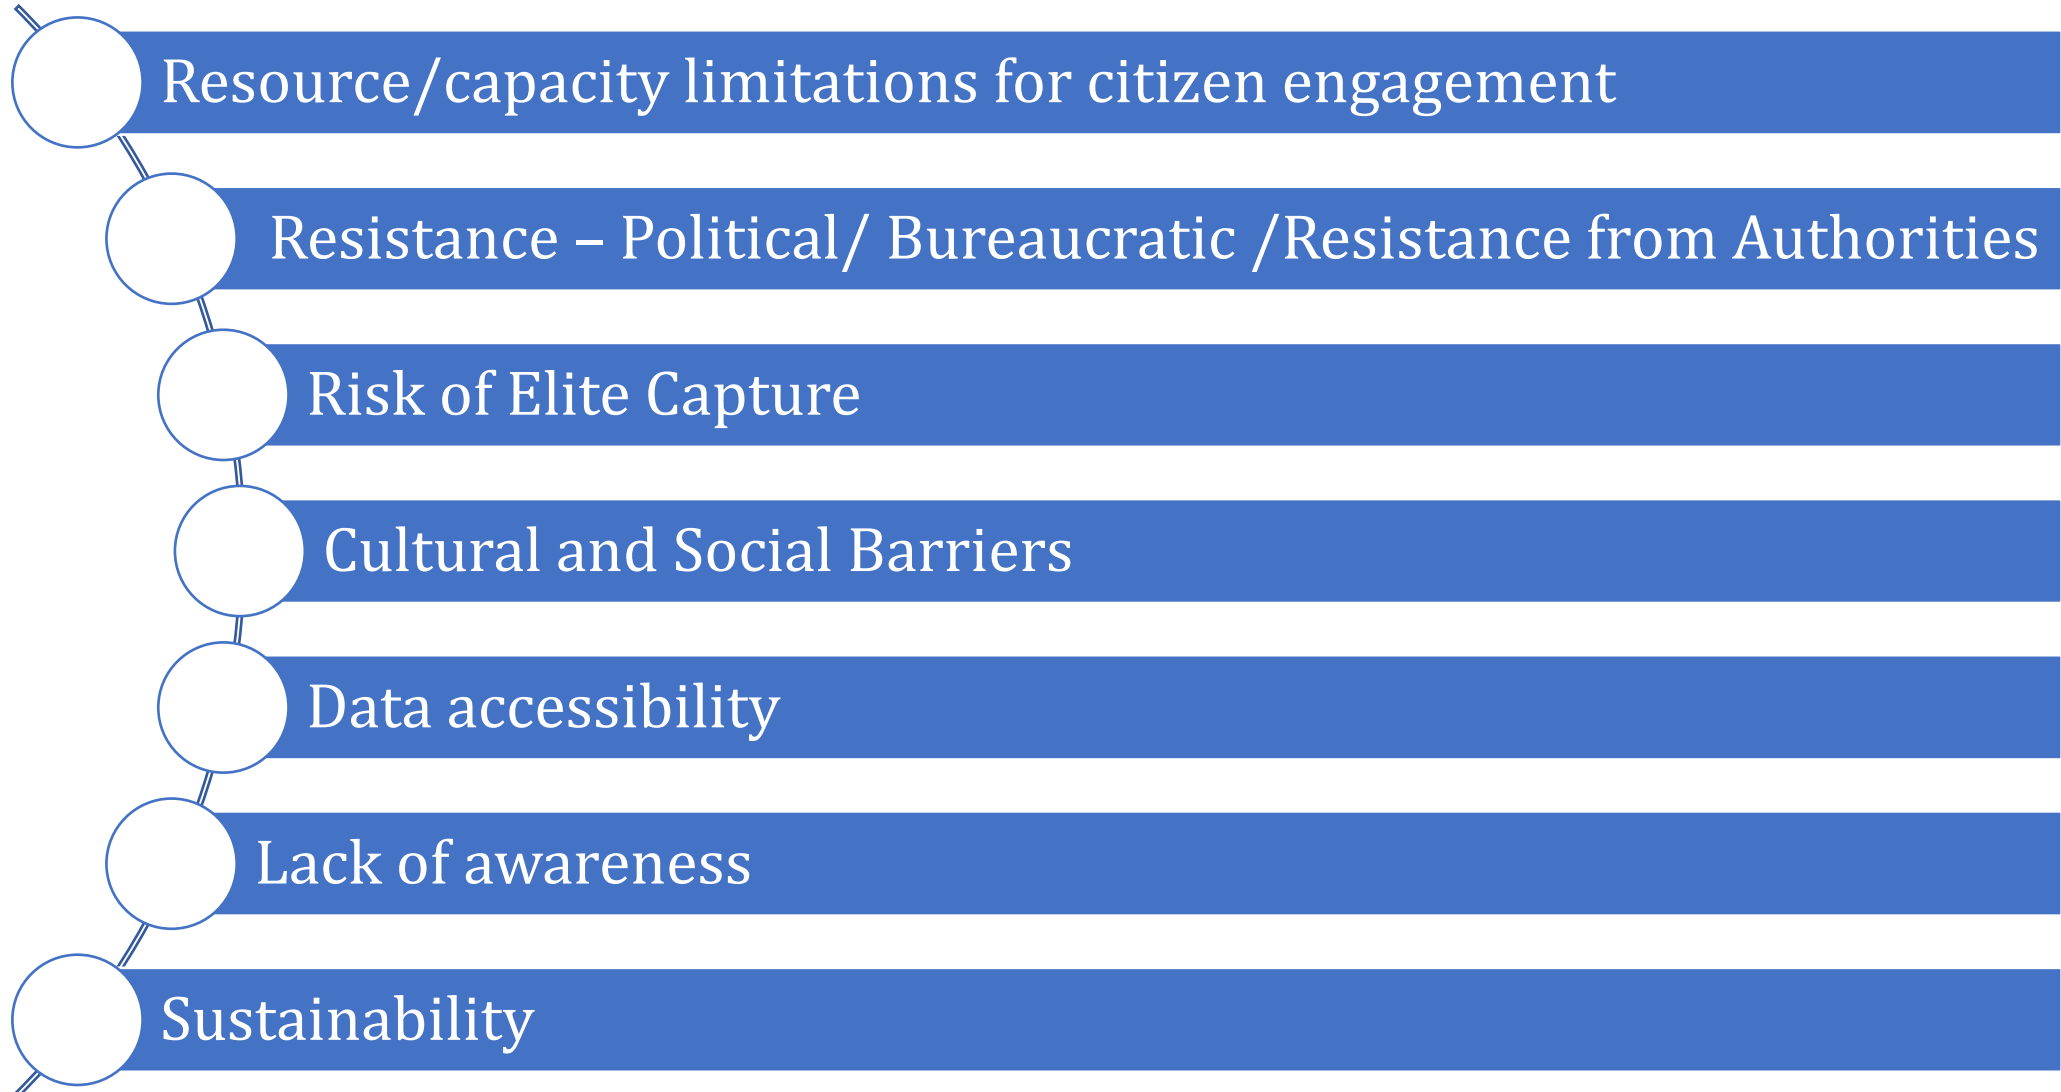 Resource/capacity limitations for citizen engagement
Resistance – Political/ Bureaucratic /Resistance from Authorities
Risk of Elite Capture
Cultural and Social Barriers
Data accessibility
Lack of awareness
Sustainability